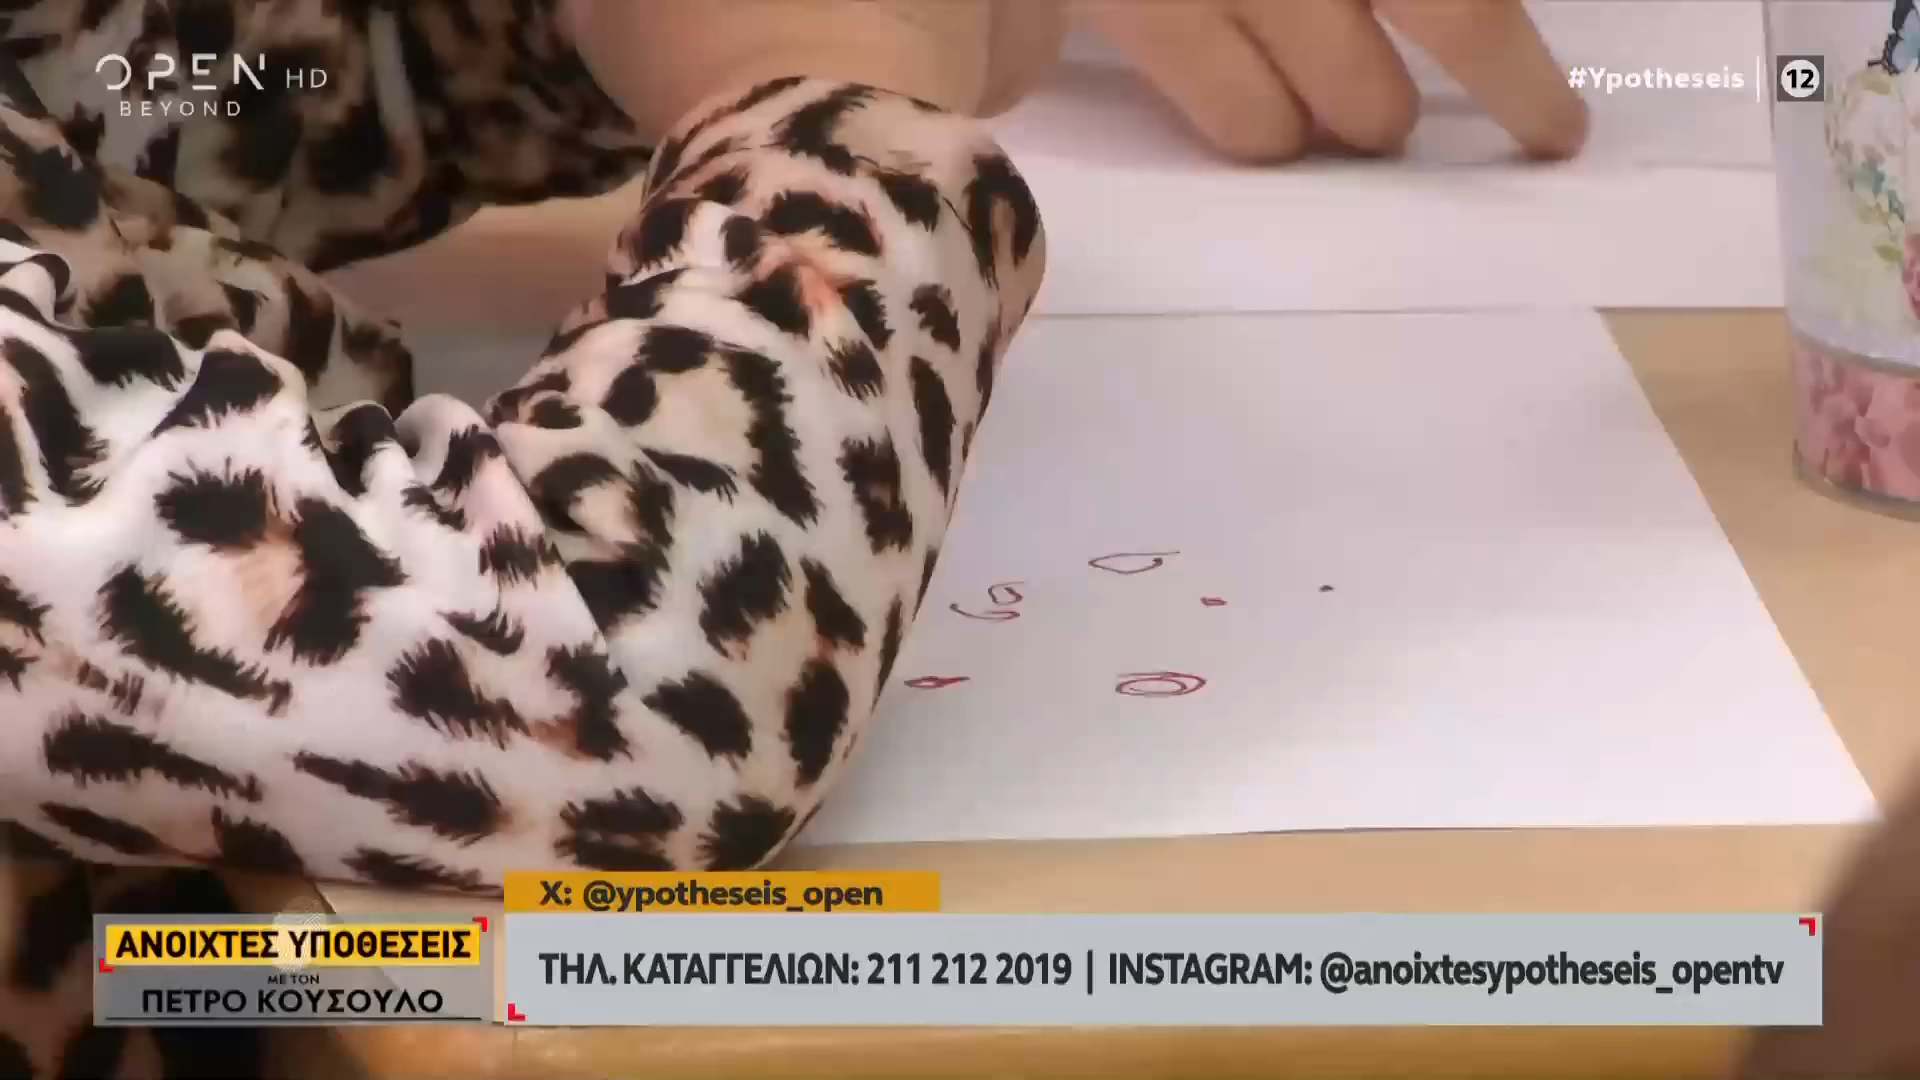 OPEN HD
BEYOND
#Ypotheseis
12
X: @ypotheseis_open
ΑΝΟΙΧΤΕΣ ΥΠΟΘΕΣΕΙΣ
ΜΕ ΤΟΝ
ΠΕΤΡΟ ΚΟΥΣΟΥΛΟ
ΤΗΛ. ΚΑΤΑΓΓΕΛΙΩΝ: 211 212 2019 | INSTAGRAM: @anoixtesypotheseis_opentv